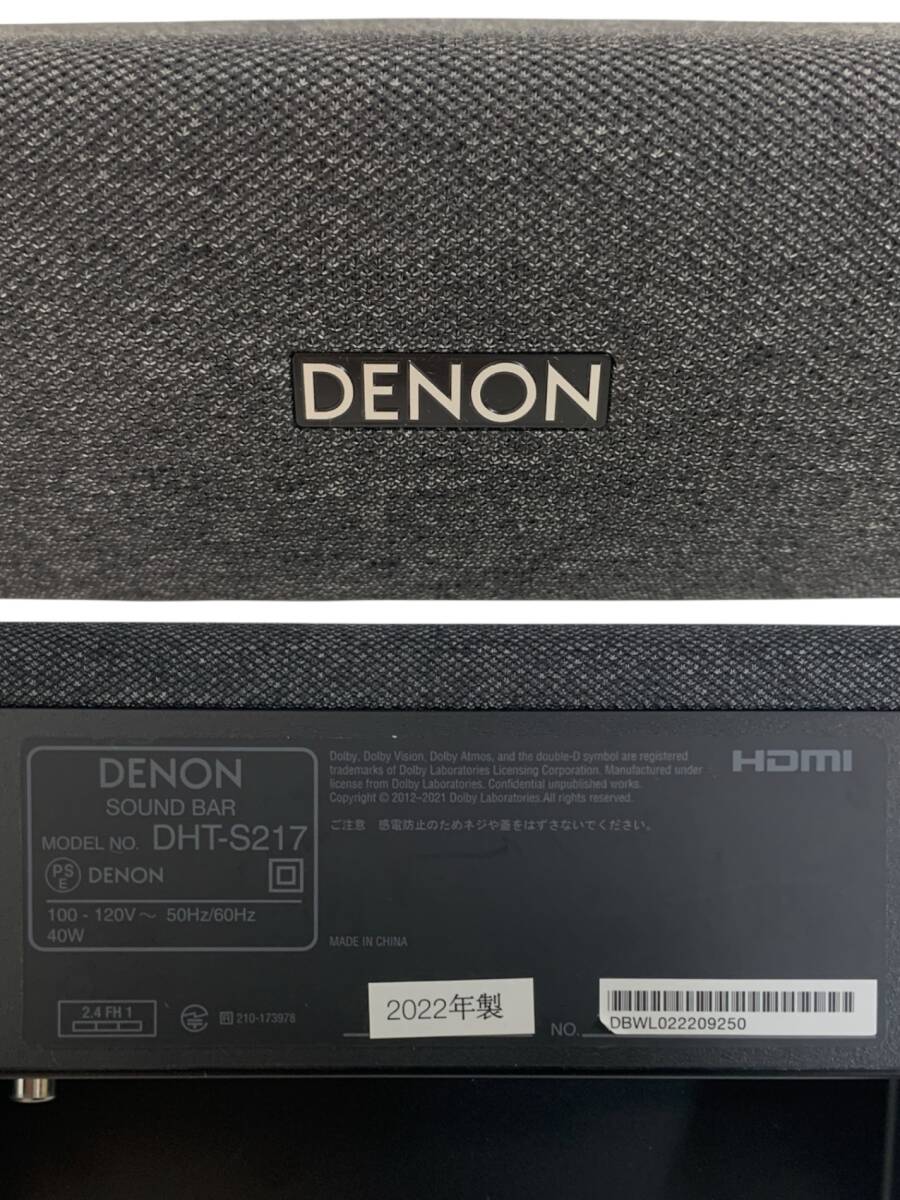 DENON
DENON
SOUND BAR
MODEL NO. DHT-S217
PS
E
DENON
100 - 120V～ 50Hz/60Hz
40W
Dolby, Dolby Vision, Dolby Atmos, and the double-D symbol are registered
trademarks of Dolby Laboratories Licensing Corporation. Manufactured under
license from Dolby Laboratories. Confidential unpublished works.
Copyright © 2012–2021 Dolby Laboratories.All rights reserved.
ご注意 感電防止のためネジや蓋をはずさないでください。
HDMI
MADE IN CHINA
2.4 FH 1
210-173978
2022年製
NO.
DBWL022209250